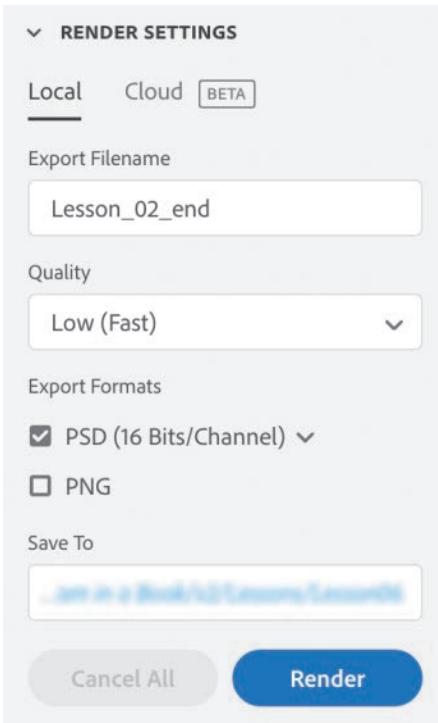 RENDER SETTINGS
Local Cloud BETA
Export Filename
Lesson_02_end
Quality
Low (Fast)
Export Formats
PSD (16 Bits/Channel)
PNG
Save To
Cancel All Render